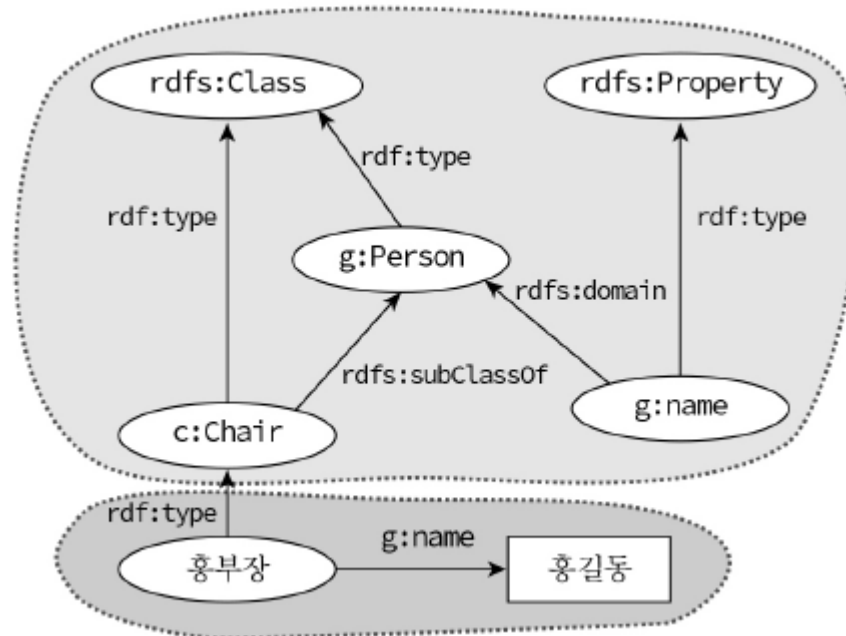 rdfs:Class
rdfs:Property
rdf:type
rdf:type
rdf:type
g:Person
rdfs:domain
rdfs:subClassOf
g:name
c:Chair
rdf:type
g:name
홍부장
홍길동